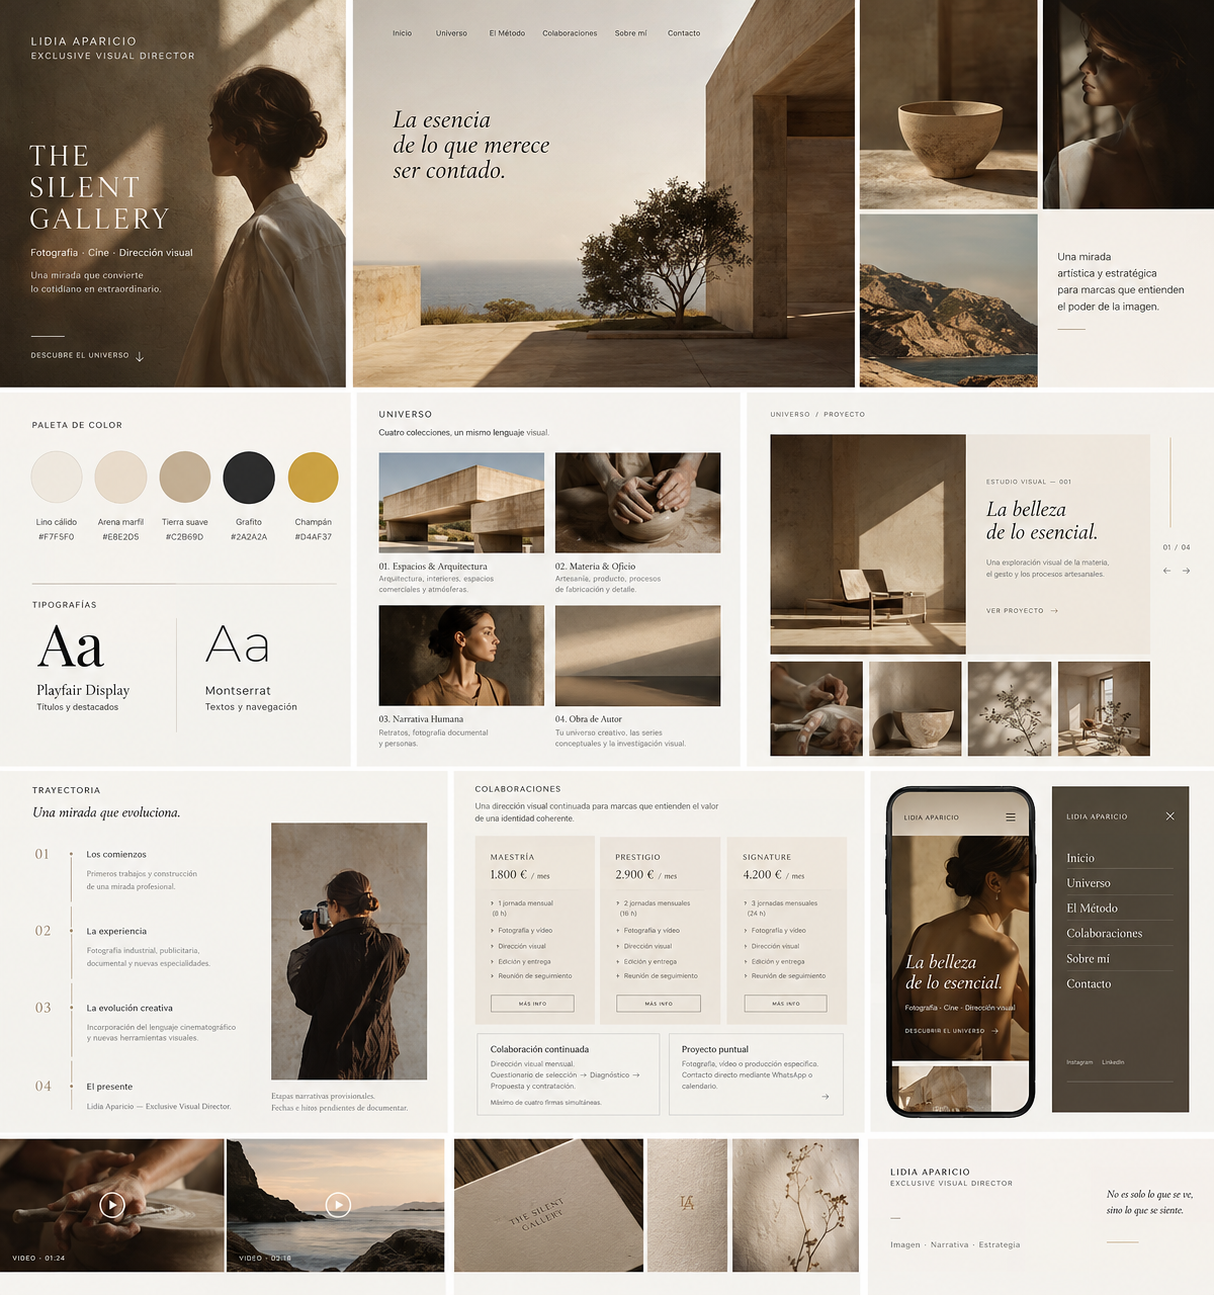 LIDIA APARICIO
EXCLUSIVE VISUAL DIRECTOR
THE
SILENT
GALLERY
Fotografía · Cine · Dirección visual
Una mirada que convierte
lo cotidiano en extraordinario.
DESCUBRE EL UNIVERSO ↓
Inicio Universo El Método Colaboraciones Sobre mí Contacto
La esencia
de lo que merece
ser contado.
Una mirada
artística y estratégica
para marcas que entienden
el poder de la imagen.
PALETA DE COLOR
Lino cálido Arena marfil Tierra suave Grafito Champán
#F7F5F0 #E8E2D5 #C2B69D #2A2A2A #D4AF37
TIPOGRAFÍAS
Aa
Playfair Display
Títulos y destacados
Aa
Montserrat
Textos y navegación
UNIVERSO
Cuatro colecciones, un mismo lenguaje visual.
01. Espacios & Arquitectura
Arquitectura, interiores, espacios
comerciales y atmósferas.
02. Materia & Oficio
Artesanía, producto, procesos
de fabricación y detalle.
03. Narrativa Humana
Retratos, fotografía documental
y personas.
04. Obra de Autor
Tu universo creativo, las series
conceptuales y la investigación visual.
UNIVERSO / PROYECTO
ESTUDIO VISUAL — 001
La belleza
de lo esencial.
Una exploración visual de la materia,
el gesto y los procesos artesanales.
VER PROYECTO →
01 / 04
← →
TRAYECTORIA
Una mirada que evoluciona.
01 Los comienzos
Primeros trabajos y construcción
de una mirada profesional.
02 La experiencia
Fotografía industrial, publicitaria,
documental y nuevas especialidades.
03 La evolución creativa
Incorporación del lenguaje cinematográfico
y nuevas herramientas visuales.
04 El presente
Lidia Aparicio — Exclusive Visual Director.
Etapas narrativas provisionales.
Fechas e hitos pendientes de documentar.
COLABORACIONES
Una dirección visual continuada para marcas que entienden el valor
de una identidad coherente.
MAESTRÍA
1.800 € / mes
1 jornada mensual
(8 h)
Fotografía y vídeo
Dirección visual
Edición y entrega
Reunión de seguimiento
MÁS INFO
PRESTIGIO
2.900 € / mes
2 jornadas mensuales
(16 h)
Fotografía y vídeo
Dirección visual
Edición y entrega
Reunión de seguimiento
MÁS INFO
SIGNATURE
4.200 € / mes
3 jornadas mensuales
(24 h)
Fotografía y vídeo
Dirección visual
Edición y entrega
Reunión de seguimiento
MÁS INFO
Colaboración continuada
Dirección visual mensual.
Cuestionario de selección → Diagnóstico →
Propuesta y contratación.
Máximo de cuatro firmas simultáneas.
Proyecto puntual
Fotografía, vídeo o producción específica.
Contacto directo mediante WhatsApp o
calendario.
→
LIDIA APARICIO
La belleza
de lo esencial.
Fotografía · Cine · Dirección visual
DESCUBRIR EL UNIVERSO →
LIDIA APARICIO
Inicio
Universo
El Método
Colaboraciones
Sobre mí
Contacto
Instagram LinkedIn
VIDEO · 01:24
VIDEO · 02:18
THE SILENT
GALLERY
LA
LIDIA APARICIO
EXCLUSIVE VISUAL DIRECTOR
—
Imagen · Narrativa · Estrategia
No es solo lo que se ve,
sino lo que se siente.